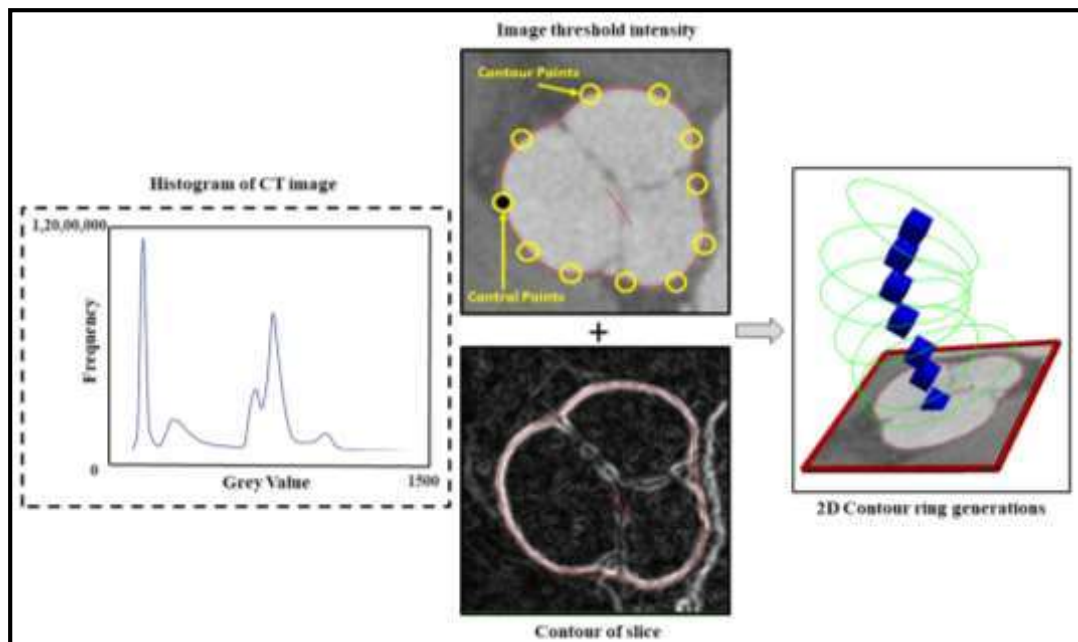 Image threshold intensity
Contour Points
Control Points
Histogram of CT image
1,20,00,000
Frequency
0
Grey Value
1500
+
Contour of slice
2D Contour ring generations